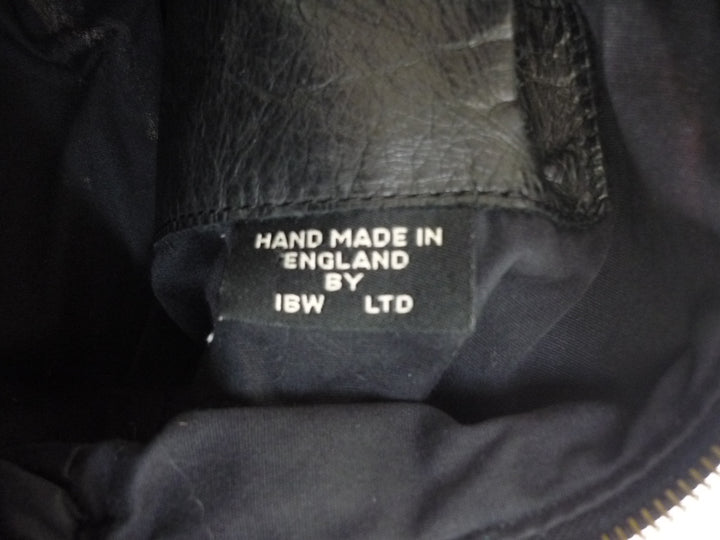 HAND MADE IN
ENGLAND
BY
IBW LTD